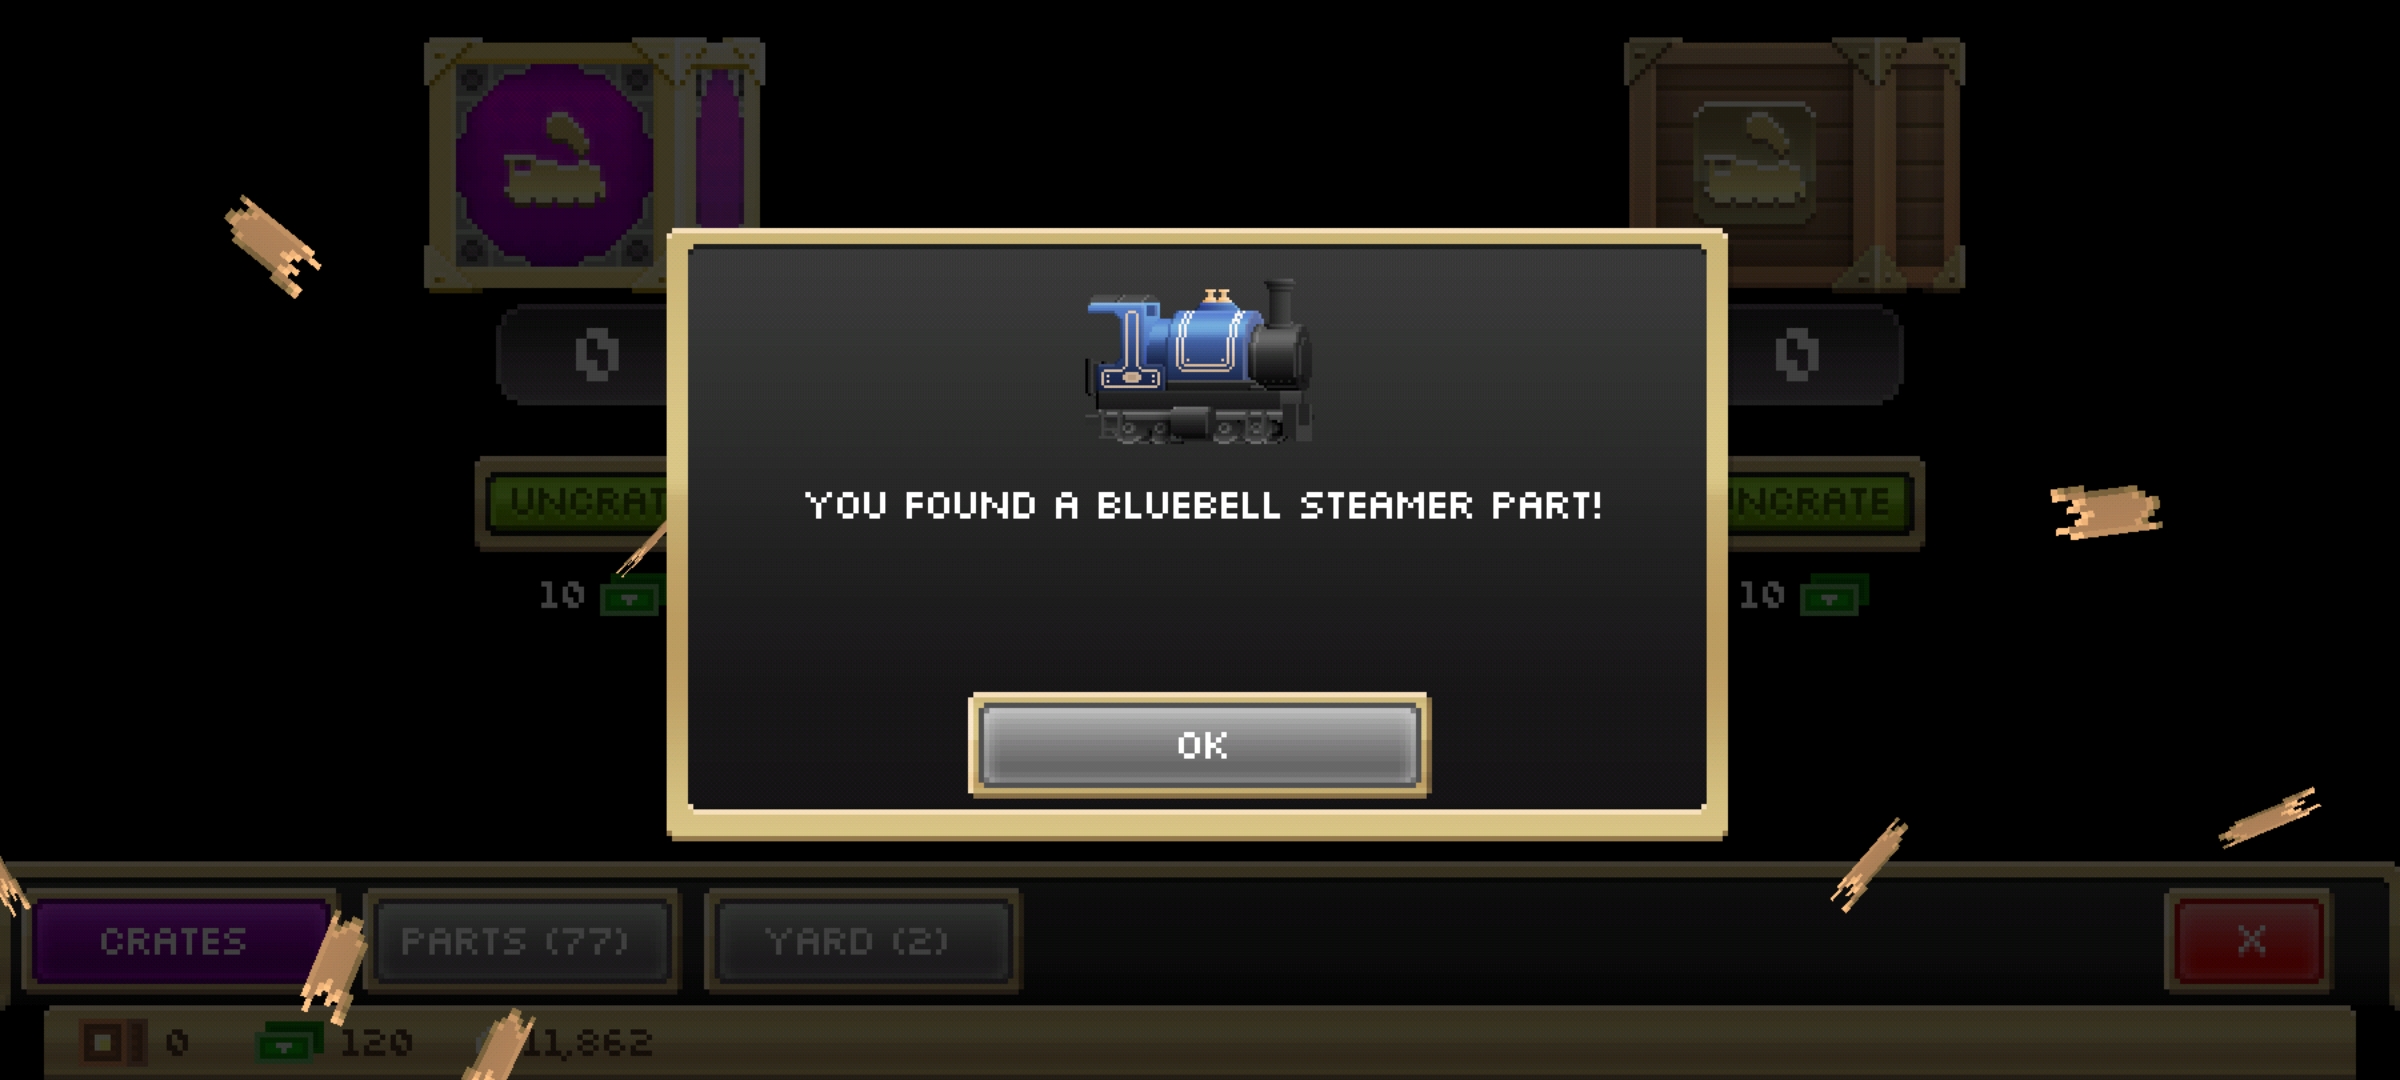 0
0
UNCRAT
NCRATE
10
10
YOU FOUND A BLUEBELL STEAMER PART!
OK
CRATES
PARTS (77)
YARD (2)
X
0
120
11,862